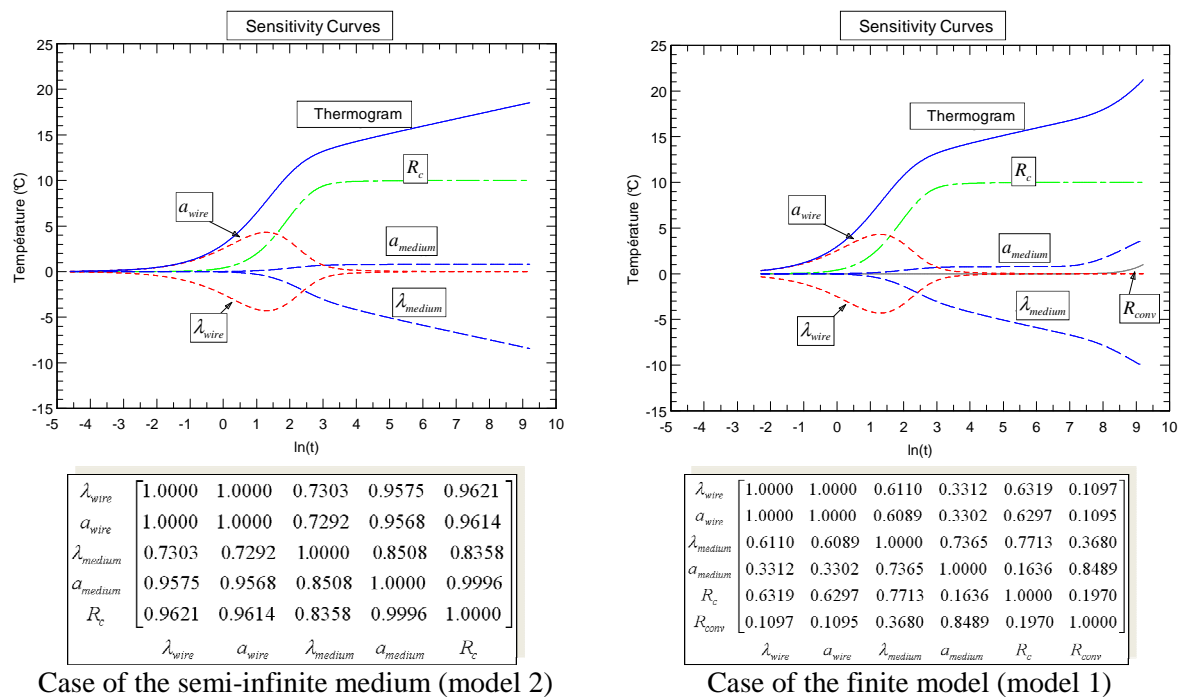 Sensitivity Curves
25
20
15
10
5
0
-5
-10
-15
Température (°C)
Thermogram
R_c
a_wire
a_medium
λ_wire
λ_medium
-5 -4 -3 -2 -1 0 1 2 3 4 5 6 7 8 9 10
ln(t)
λ_wire 1.0000 1.0000 0.7303 0.9575 0.9621
a_wire 1.0000 1.0000 0.7292 0.9568 0.9614
λ_medium 0.7303 0.7292 1.0000 0.8508 0.8358
a_medium 0.9575 0.9568 0.8508 1.0000 0.9996
R_c 0.9621 0.9614 0.8358 0.9996 1.0000
λ_wire a_wire λ_medium a_medium R_c
Case of the semi-infinite medium (model 2)
Sensitivity Curves
25
20
15
10
5
0
-5
-10
-15
Température (°C)
Thermogram
R_c
a_wire
a_medium
λ_wire
λ_medium
R_conv
-5 -4 -3 -2 -1 0 1 2 3 4 5 6 7 8 9 10
ln(t)
λ_wire 1.0000 1.0000 0.6110 0.3312 0.6319 0.1097
a_wire 1.0000 1.0000 0.6089 0.3302 0.6297 0.1095
λ_medium 0.6110 0.6089 1.0000 0.7365 0.7713 0.3680
a_medium 0.3312 0.3302 0.7365 1.0000 0.1636 0.8489
R_c 0.6319 0.6297 0.7713 0.1636 1.0000 0.1970
R_conv 0.1097 0.1095 0.3680 0.8489 0.1970 1.0000
λ_wire a_wire λ_medium a_medium R_c R_conv
Case of the finite model (model 1)